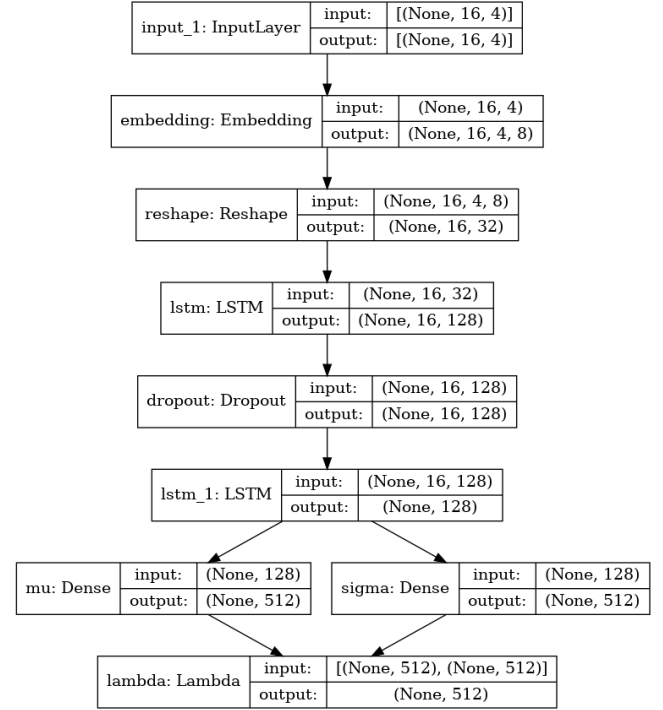 input_1: InputLayer
input: [(None, 16, 4)]
output: [(None, 16, 4)]
embedding: Embedding
input: (None, 16, 4)
output: (None, 16, 4, 8)
reshape: Reshape
input: (None, 16, 4, 8)
output: (None, 16, 32)
lstm: LSTM
input: (None, 16, 32)
output: (None, 16, 128)
dropout: Dropout
input: (None, 16, 128)
output: (None, 16, 128)
lstm_1: LSTM
input: (None, 16, 128)
output: (None, 128)
mu: Dense
input: (None, 128)
output: (None, 512)
sigma: Dense
input: (None, 128)
output: (None, 512)
lambda: Lambda
input: [(None, 512), (None, 512)]
output: (None, 512)